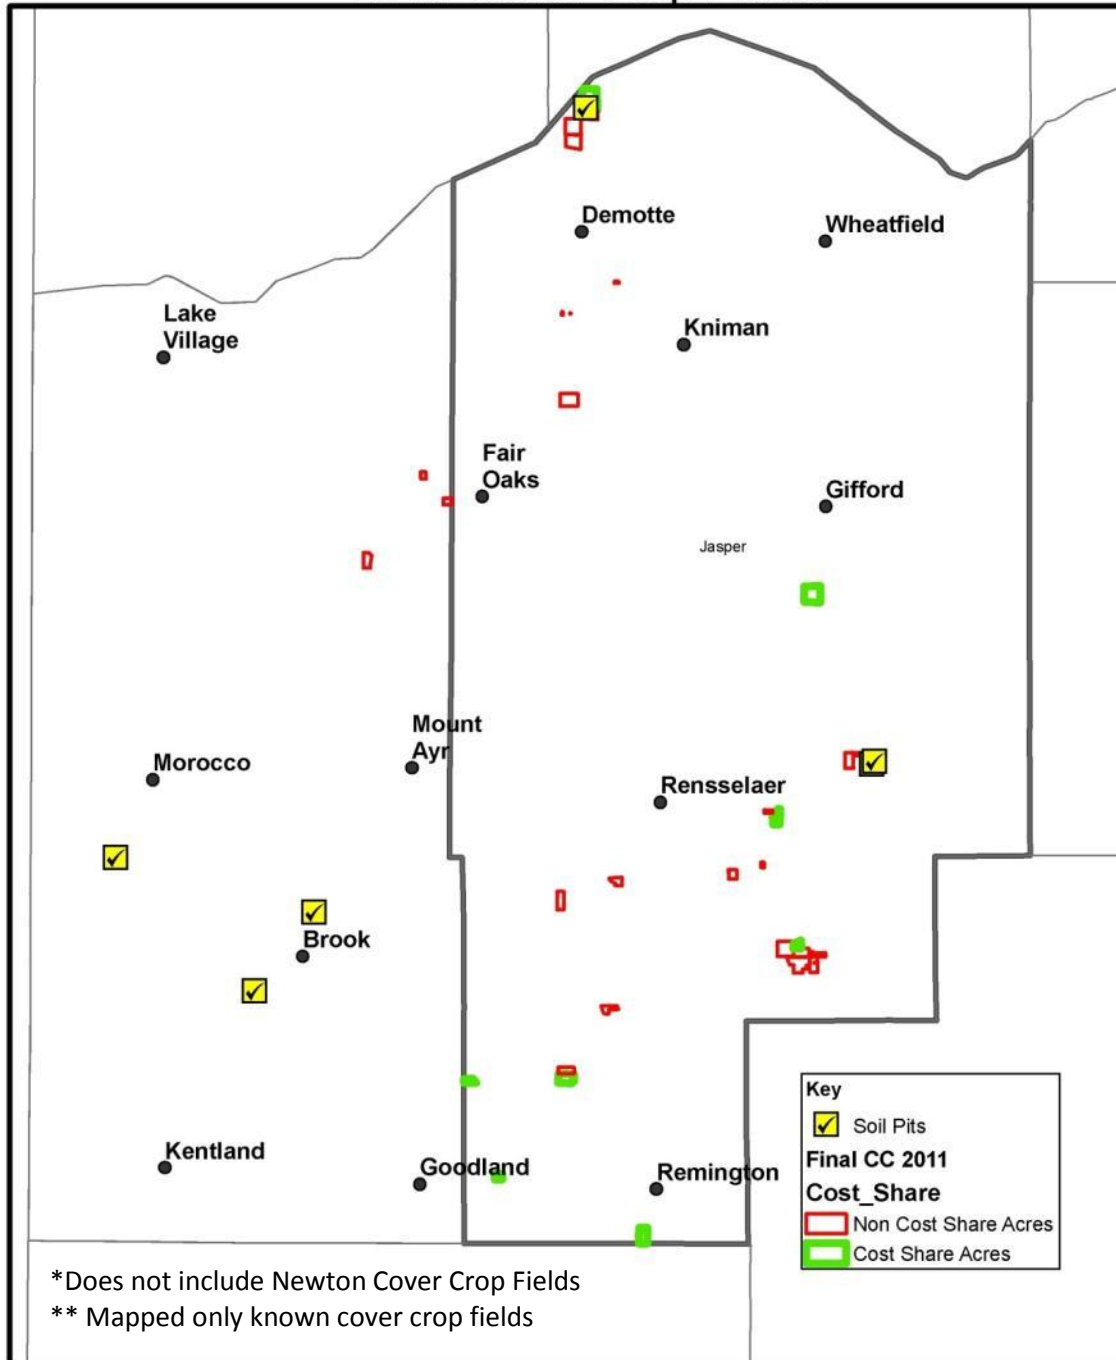 Demotte
Wheatfield
Lake
Village
Kniman
Fair
Oaks
Gifford
Jasper
Mount
Ayr
Morocco
Rensselaer
Brook
Kentland
Goodland
Remington
Key
Soil Pits
Final CC 2011
Cost_Share
Non Cost Share Acres
Cost Share Acres
*Does not include Newton Cover Crop Fields
** Mapped only known cover crop fields